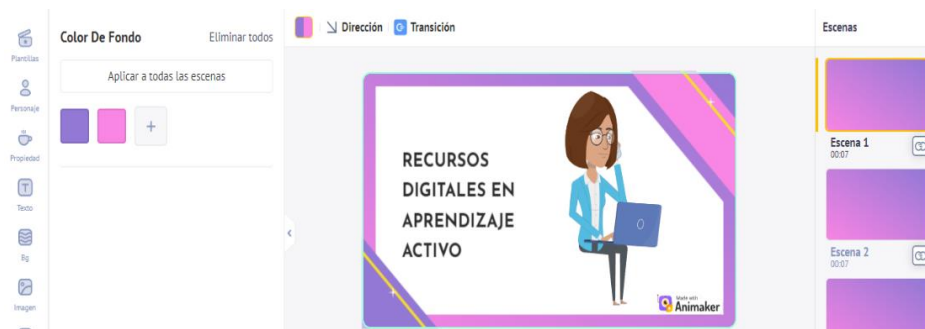 Plantillas
Personaje
Propiedad
Texto
Bg
Imagen
Color De Fondo
Eliminar todos
Aplicar a todas las escenas
+
Dirección
Transición
RECURSOS
DIGITALES EN
APRENDIZAJE
ACTIVO
Made with
Animaker
Escenas
Escena 1
00:07
Escena 2
00:07